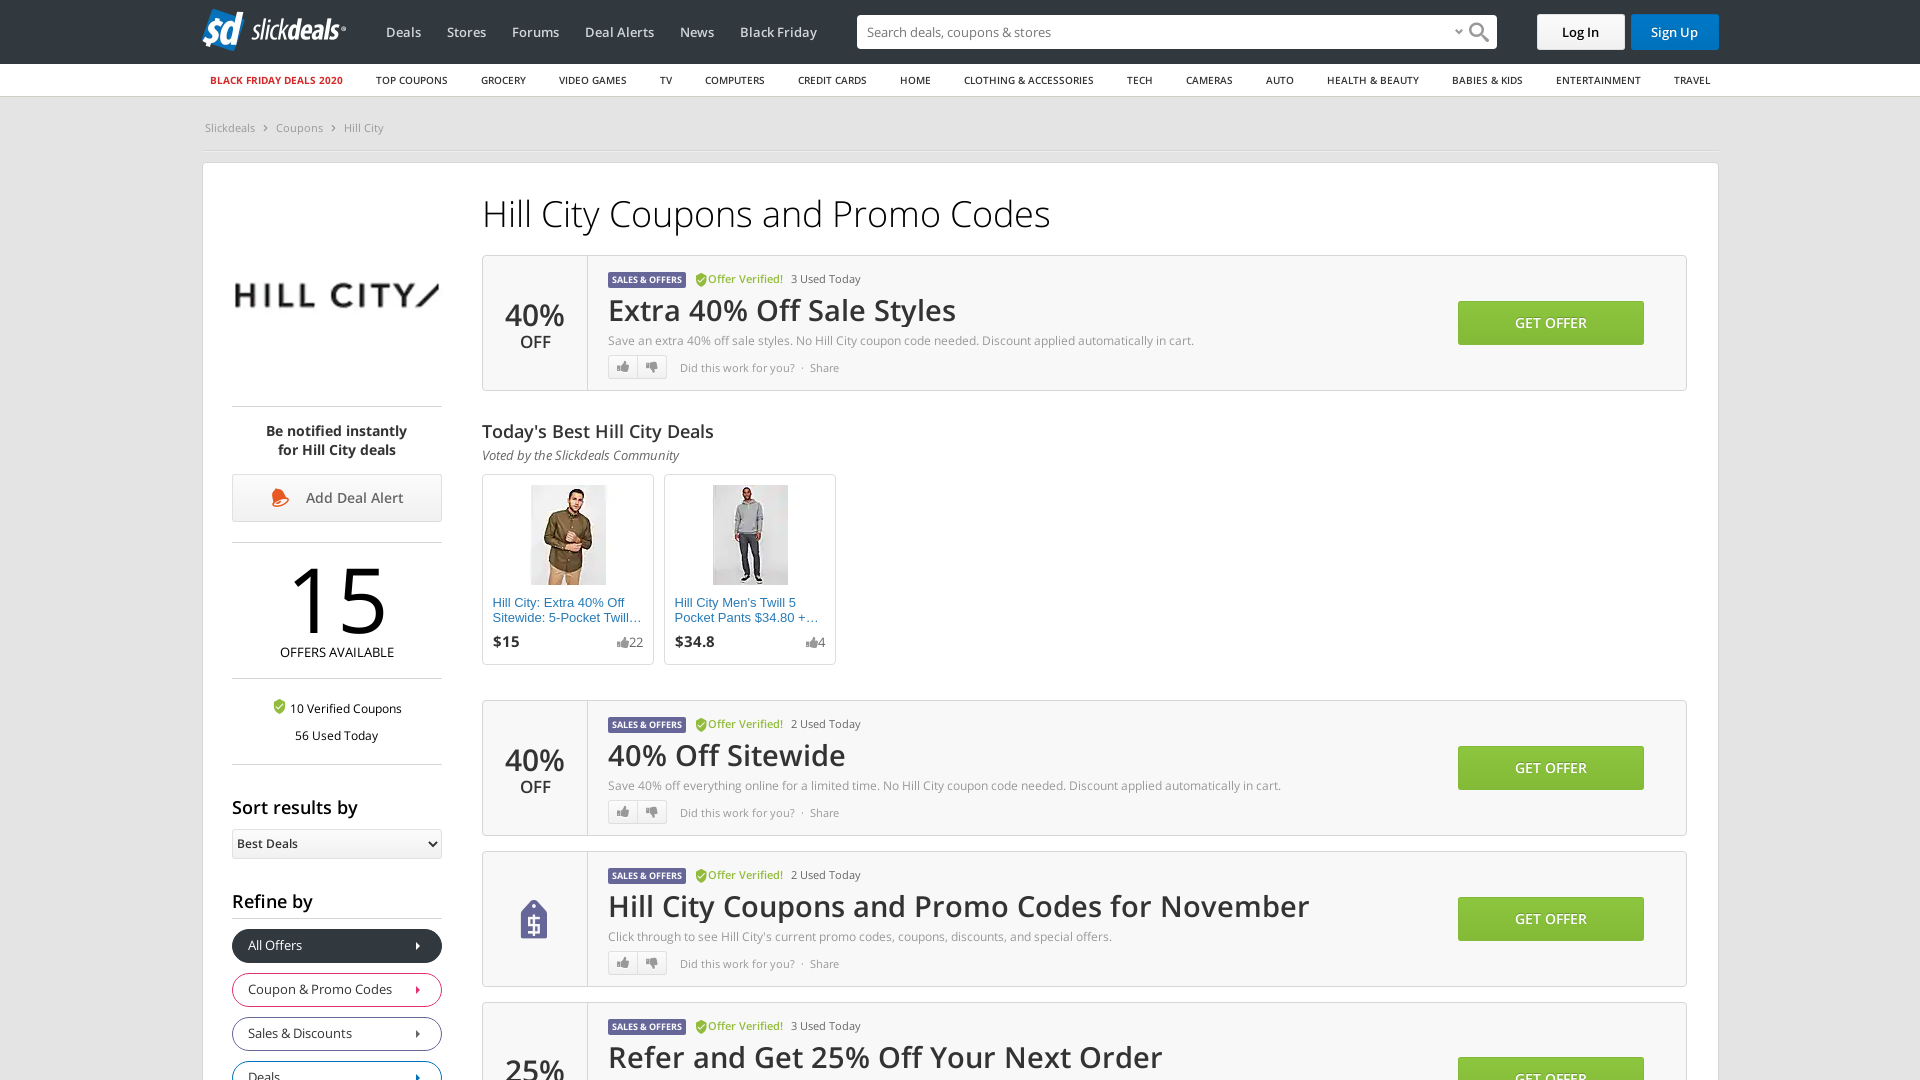 slickdeals
Deals
Stores
Forums
Deal Alerts
News
Black Friday
Search deals, coupons & stores
Log In
Sign Up
BLACK FRIDAY DEALS 2020
TOP COUPONS
GROCERY
VIDEO GAMES
TV
COMPUTERS
CREDIT CARDS
HOME
CLOTHING & ACCESSORIES
TECH
CAMERAS
AUTO
HEALTH & BEAUTY
BABIES & KIDS
ENTERTAINMENT
TRAVEL
Slickdeals › Coupons › Hill City
HILL CITY/
Be notified instantly
for Hill City deals
Add Deal Alert
15
OFFERS AVAILABLE
10 Verified Coupons
56 Used Today
Sort results by
Best Deals
Refine by
All Offers
Coupon & Promo Codes
Sales & Discounts
Deals
Hill City Coupons and Promo Codes
40%
OFF
SALES & OFFERS Offer Verified! 3 Used Today
Extra 40% Off Sale Styles
Save an extra 40% off sale styles. No Hill City coupon code needed. Discount applied automatically in cart.
Did this work for you? · Share
GET OFFER
Today's Best Hill City Deals
Voted by the Slickdeals Community
Hill City: Extra 40% Off
Sitewide: 5-Pocket Twill…
$15
22
Hill City Men's Twill 5
Pocket Pants $34.80 +…
$34.8
4
40%
OFF
SALES & OFFERS Offer Verified! 2 Used Today
40% Off Sitewide
Save 40% off everything online for a limited time. No Hill City coupon code needed. Discount applied automatically in cart.
Did this work for you? · Share
GET OFFER
SALES & OFFERS Offer Verified! 2 Used Today
Hill City Coupons and Promo Codes for November
Click through to see Hill City's current promo codes, coupons, discounts, and special offers.
Did this work for you? · Share
GET OFFER
25%
SALES & OFFERS Offer Verified! 3 Used Today
Refer and Get 25% Off Your Next Order
GET OFFER